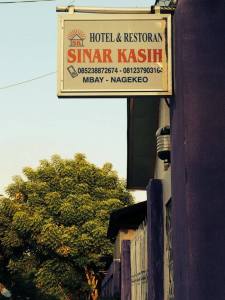 HOTEL & RESTORAN
SINAR KASIH
085238872674 - 081237903164
MBAY - NAGEKEO